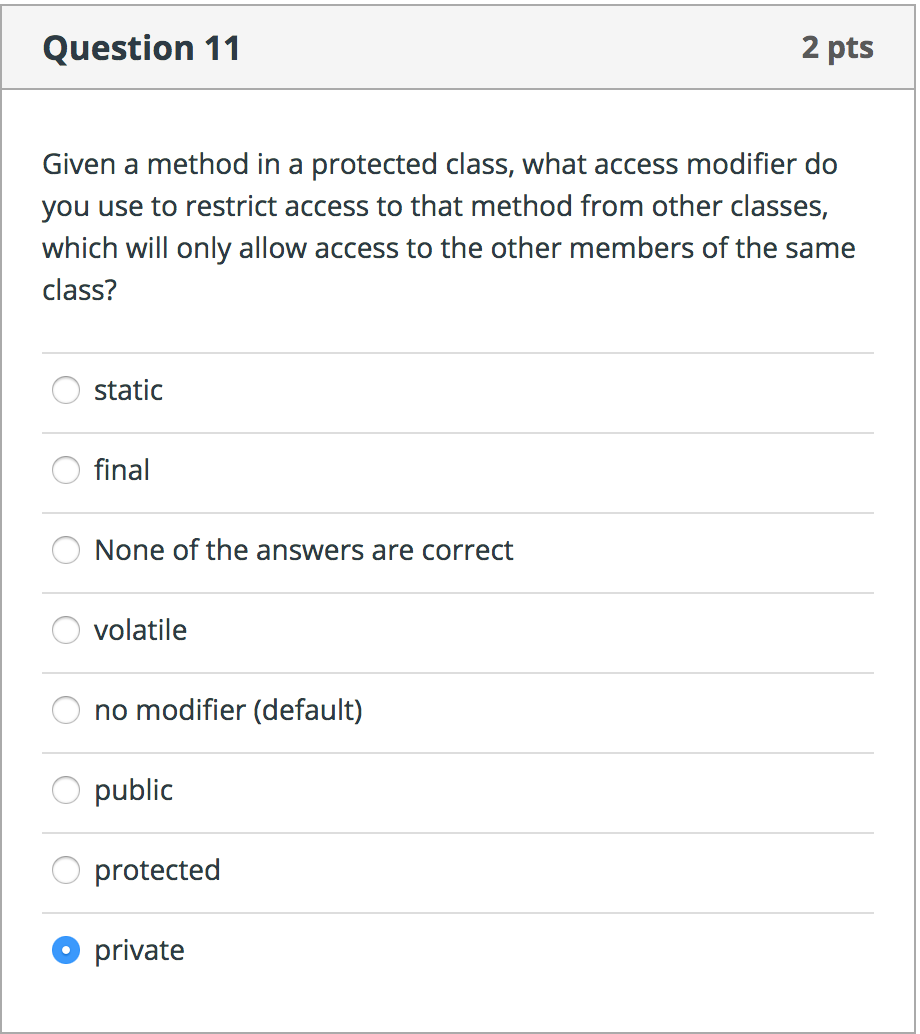 Question 11 2 pts
Given a method in a protected class, what access modifier do
you use to restrict access to that method from other classes,
which will only allow access to the other members of the same
class?
static
final
None of the answers are correct
volatile
no modifier (default)
public
protected
private